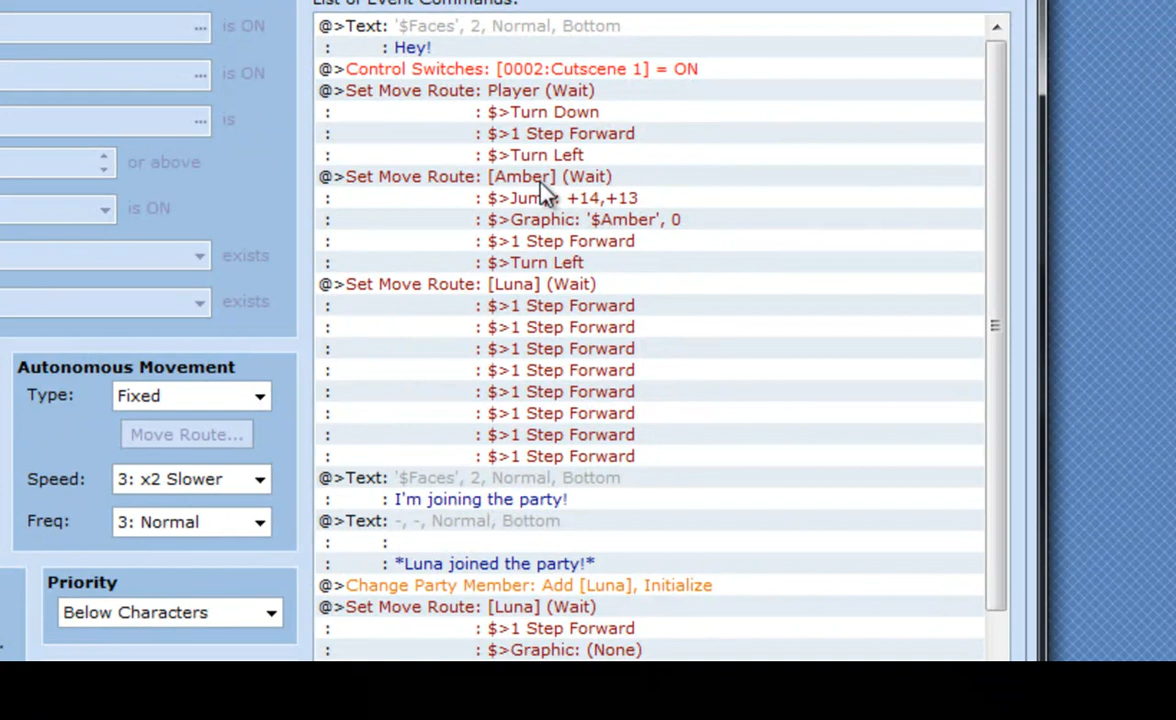 List of Event Commands:
... is ON
... is ON
... is
or above
is ON
exists
exists
Autonomous Movement
Type: Fixed
Move Route...
Speed: 3: x2 Slower
Freq: 3: Normal
Priority
Below Characters
@>Text: '$Faces', 2, Normal, Bottom
: : Hey!
@>Control Switches: [0002:Cutscene 1] = ON
@>Set Move Route: Player (Wait)
: : $>Turn Down
: : $>1 Step Forward
: : $>Turn Left
@>Set Move Route: [Amber] (Wait)
: : $>Jump: +14,+13
: : $>Graphic: '$Amber', 0
: : $>1 Step Forward
: : $>Turn Left
@>Set Move Route: [Luna] (Wait)
: : $>1 Step Forward
: : $>1 Step Forward
: : $>1 Step Forward
: : $>1 Step Forward
: : $>1 Step Forward
: : $>1 Step Forward
: : $>1 Step Forward
: : $>1 Step Forward
@>Text: '$Faces', 2, Normal, Bottom
: : I'm joining the party!
@>Text: -, -, Normal, Bottom
: :
: : *Luna joined the party!*
@>Change Party Member: Add [Luna], Initialize
@>Set Move Route: [Luna] (Wait)
: : $>1 Step Forward
: : $>Graphic: (None)